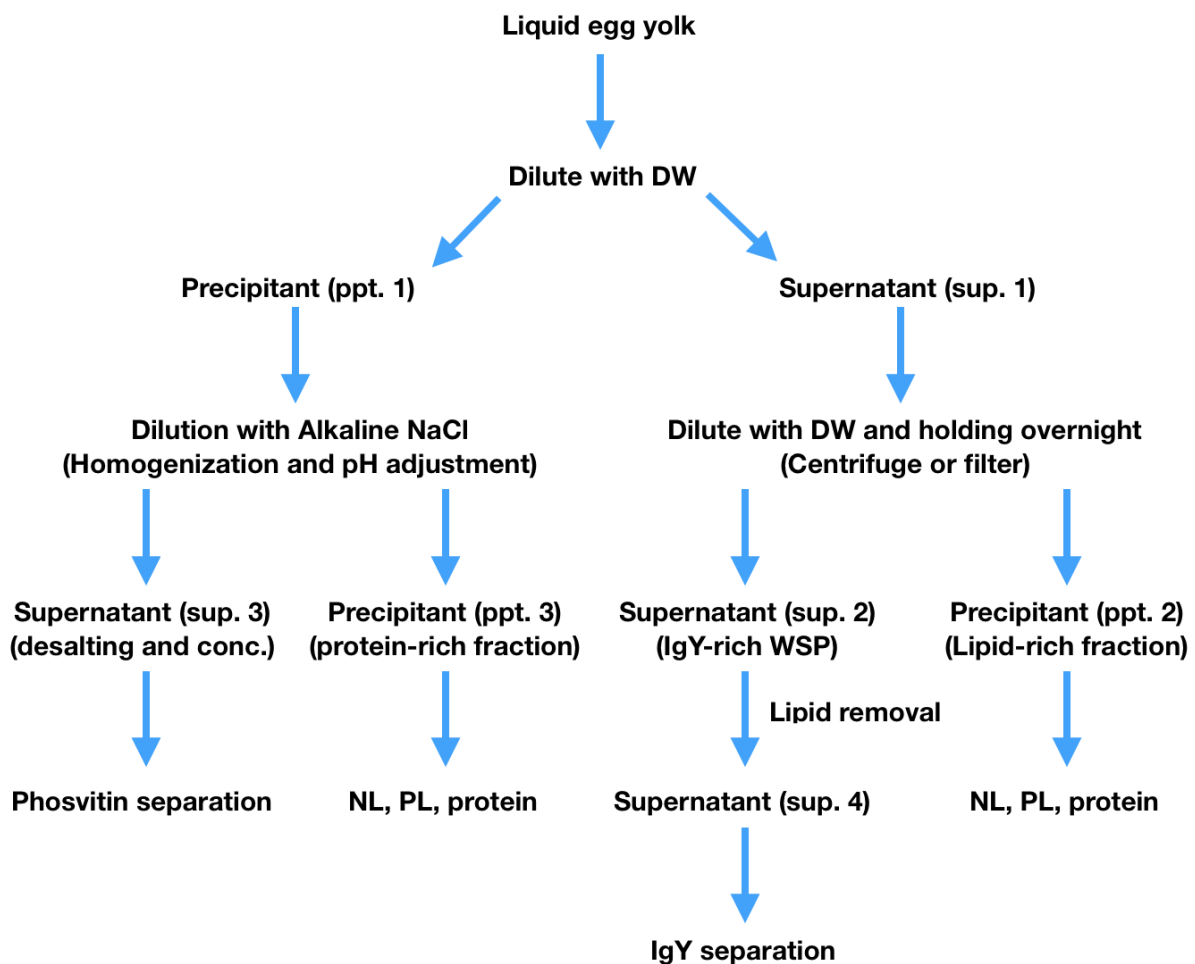 Liquid egg yolk
Dilute with DW
Precipitant (ppt. 1)
Supernatant (sup. 1)
Dilution with Alkaline NaCl
(Homogenization and pH adjustment)
Dilute with DW and holding overnight
(Centrifuge or filter)
Supernatant (sup. 3)
(desalting and conc.)
Precipitant (ppt. 3)
(protein-rich fraction)
Supernatant (sup. 2)
(IgY-rich WSP)
Precipitant (ppt. 2)
(Lipid-rich fraction)
Lipid removal
Phosvitin separation
NL, PL, protein
Supernatant (sup. 4)
NL, PL, protein
IgY separation